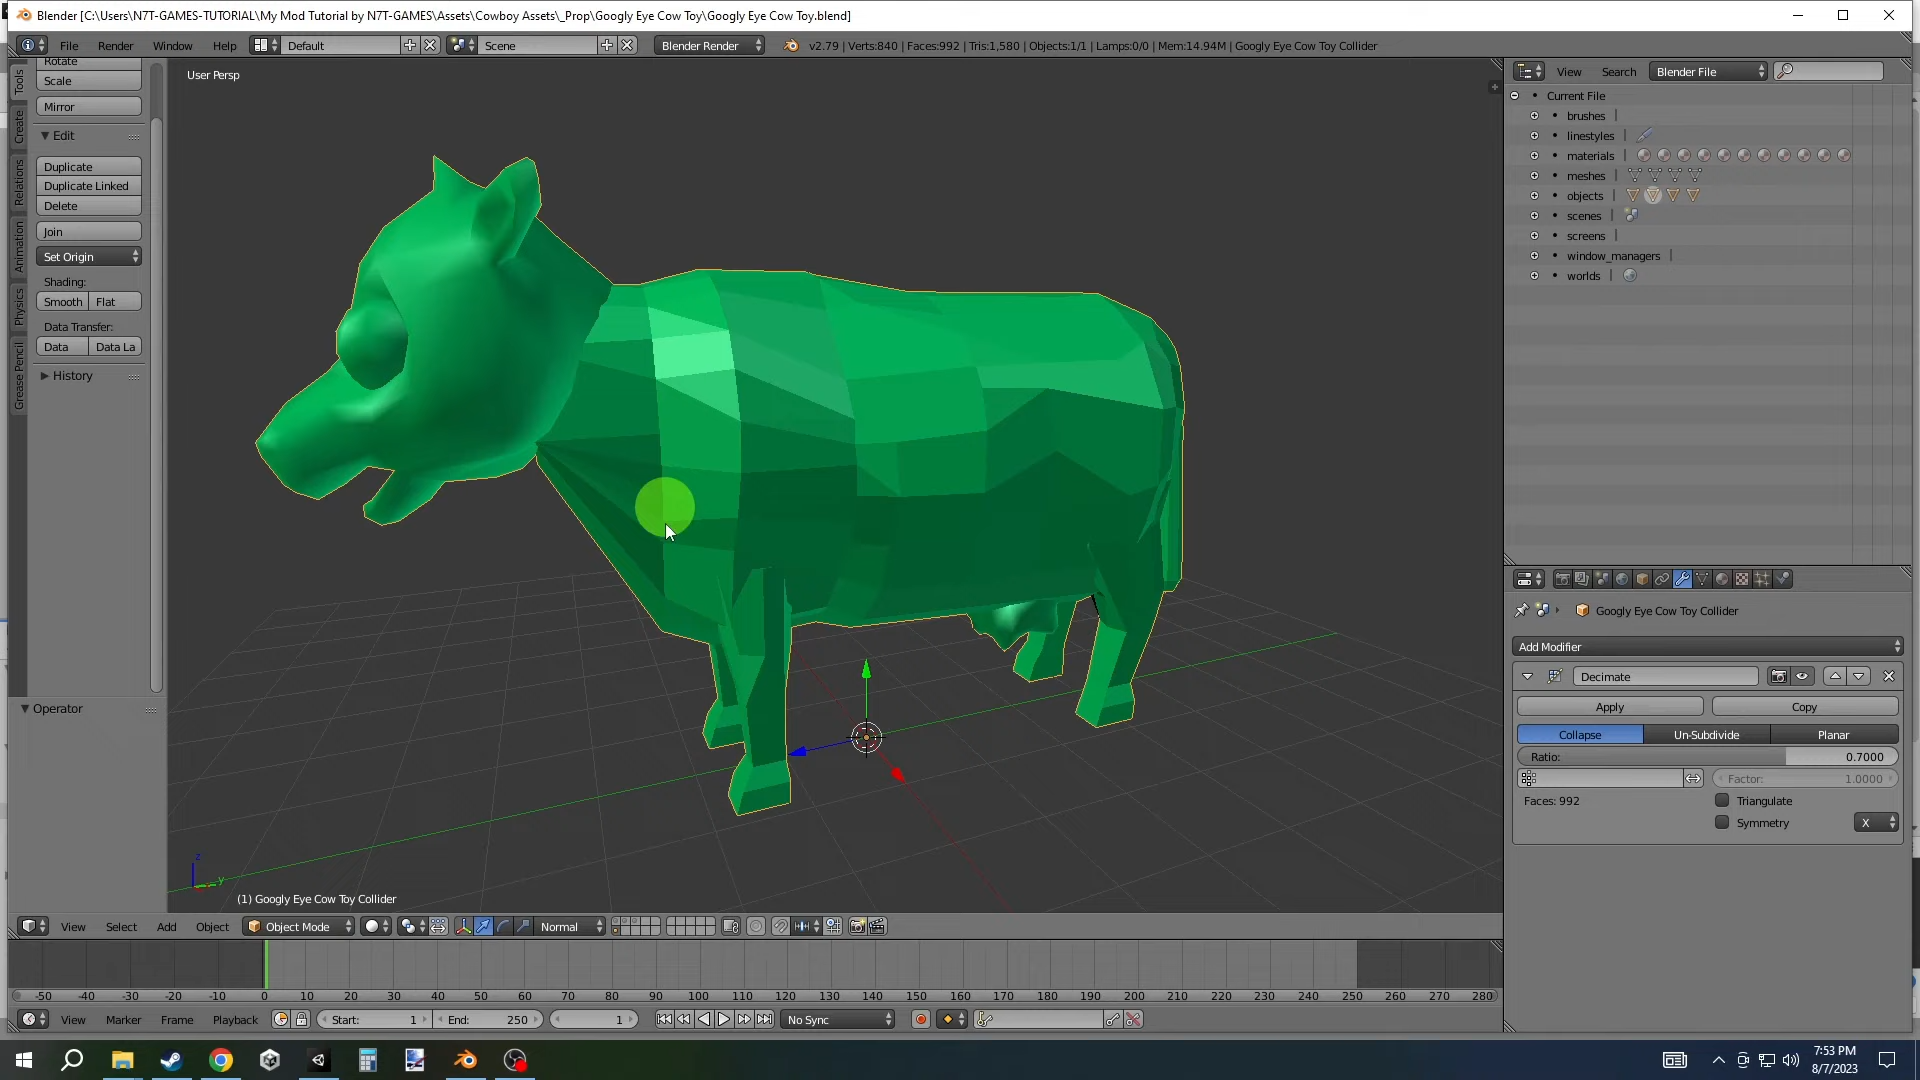 Blender [C:\Users\N7T-GAMES-TUTORIAL\My Mod Tutorial by N7T-GAMES\Assets\Cowboy Assets\_Prop\Googly Eye Cow Toy\Googly Eye Cow Toy.blend]
File Render Window Help Default Scene Blender Render v2.79 | Verts:840 | Faces:992 | Tris:1,580 | Objects:1/1 | Lamps:0/0 | Mem:14.94M | Googly Eye Cow Toy Collider
Rotate
Scale
Mirror
Edit
Duplicate
Duplicate Linked
Delete
Join
Set Origin
Shading:
Smooth Flat
Data Transfer:
Data Data La
History
Operator
Tools
Create
Relations
Animation
Physics
Grease Pencil
User Persp
z
y
(1) Googly Eye Cow Toy Collider
View Select Add Object Object Mode Normal
-50 -40 -30 -20 -10 0 10 20 30 40 50 60 70 80 90 100 110 120 130 140 150 160 170 180 190 200 210 220 230 240 250 260 270 280
View Marker Frame Playback Start: 1 End: 250 1 No Sync
View Search Blender File
Current File
brushes
linestyles
materials
meshes
objects
scenes
screens
window_managers
worlds
Googly Eye Cow Toy Collider
Add Modifier
Decimate
Apply Copy
Collapse Un-Subdivide Planar
Ratio: 0.7000
Factor: 1.0000
Faces: 992 Triangulate
Symmetry X
7:53 PM
8/7/2023